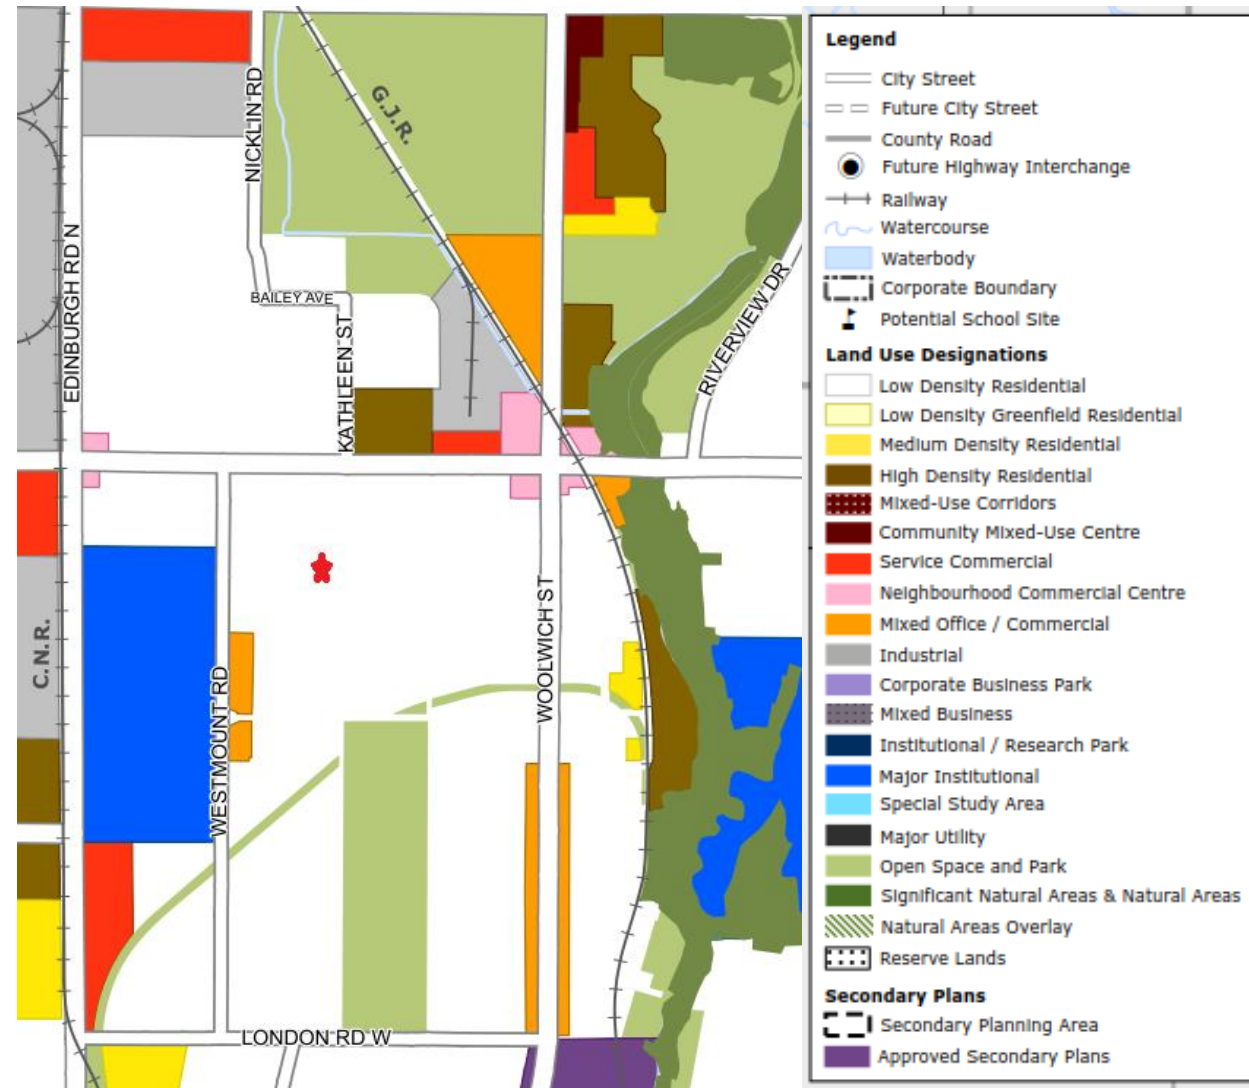 G.J.R.
NICKLIN RD
EDINBURGH RD N
BAILEY AVE
KATHLEEN ST
RIVERVIEW DR
C.N.R.
WOOLWICH ST
WESTMOUNT RD
LONDON RD W
Legend
City Street
Future City Street
County Road
Future Highway Interchange
Railway
Watercourse
Waterbody
Corporate Boundary
Potential School Site
Land Use Designations
Low Density Residential
Low Density Greenfield Residential
Medium Density Residential
High Density Residential
Mixed-Use Corridors
Community Mixed-Use Centre
Service Commercial
Neighbourhood Commercial Centre
Mixed Office / Commercial
Industrial
Corporate Business Park
Mixed Business
Institutional / Research Park
Major Institutional
Special Study Area
Major Utility
Open Space and Park
Significant Natural Areas & Natural Areas
Natural Areas Overlay
Reserve Lands
Secondary Plans
Secondary Planning Area
Approved Secondary Plans